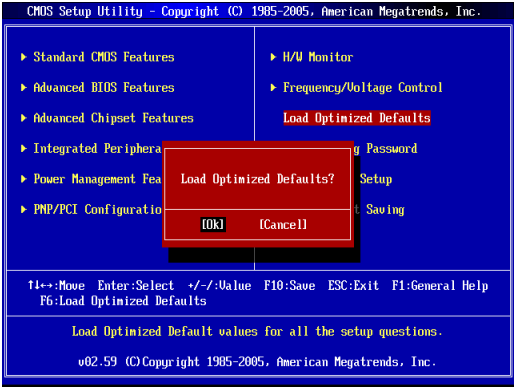 CMOS Setup Utility - Copyright (C) 1985-2005, American Megatrends, Inc.
Standard CMOS Features
H/W Monitor
Advanced BIOS Features
Frequency/Voltage Control
Advanced Chipset Features
Load Optimized Defaults
Integrated Periphera
g Password
Power Management Fea
Load Optimized Defaults?
Setup
PNP/PCI Configuratio
t Saving
[Ok] [Cancel]
↑↓←→:Move Enter:Select +/-/:Value F10:Save ESC:Exit F1:General Help
F6:Load Optimized Defaults
Load Optimized Default values for all the setup questions.
v02.59 (C)Copyright 1985-2005, American Megatrends, Inc.